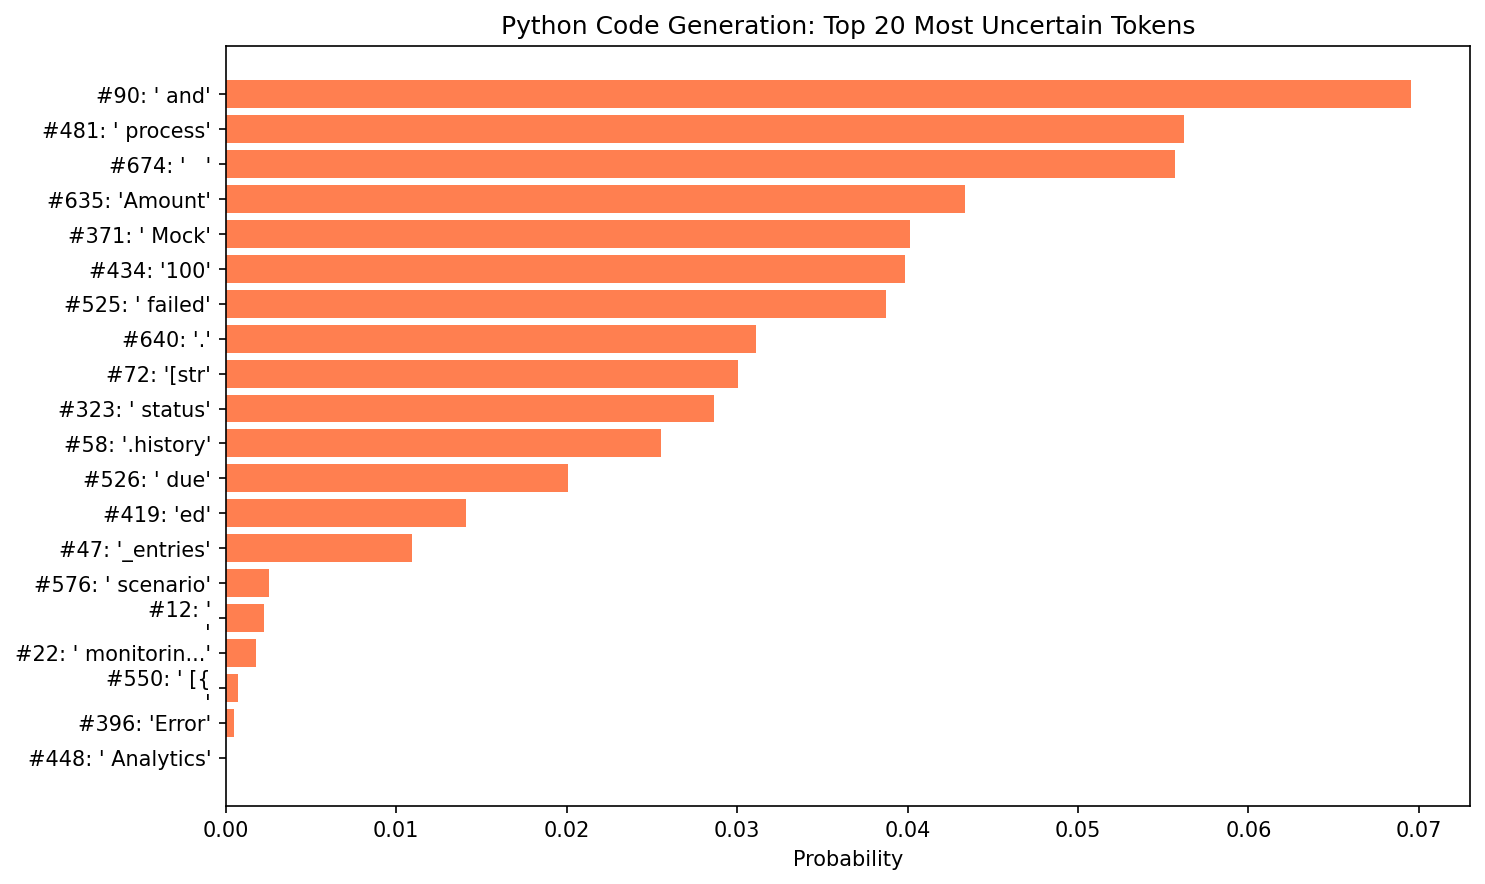 Python Code Generation: Top 20 Most Uncertain Tokens
#90: ' and'
#481: ' process'
#674: '   '
#635: 'Amount'
#371: ' Mock'
#434: '100'
#525: ' failed'
#640: '.'
#72: '[str'
#323: ' status'
#58: '.history'
#526: ' due'
#419: 'ed'
#47: '_entries'
#576: ' scenario'
#12: '
'
#22: ' monitorin...'
#550: ' [{
'
#396: 'Error'
#448: ' Analytics'
0.00 0.01 0.02 0.03 0.04 0.05 0.06 0.07
Probability